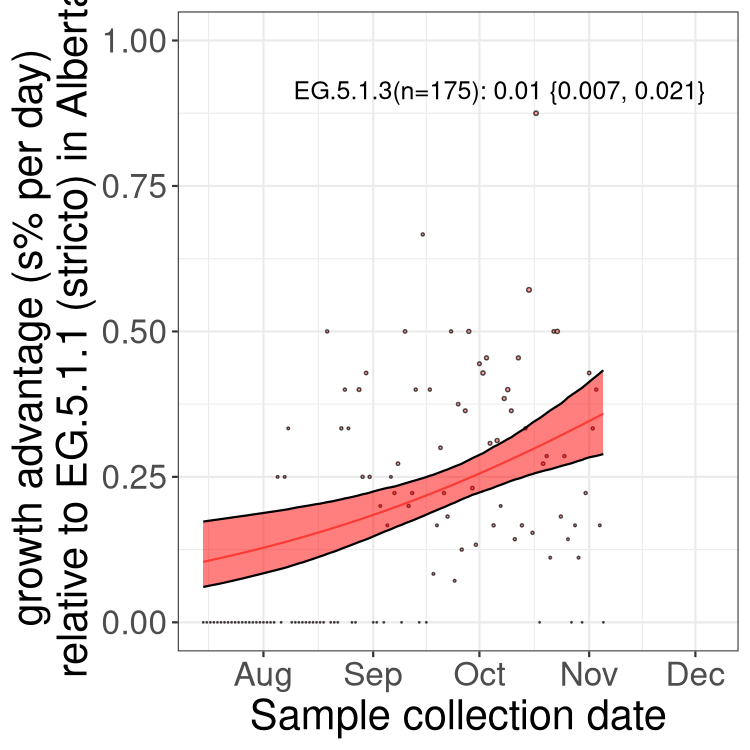 growth advantage (s% per day)
relative to EG.5.1.1 (stricto) in Alberta
1.00
0.75
0.50
0.25
0.00
EG.5.1.3(n=175): 0.01 {0.007, 0.021}
Aug Sep Oct Nov Dec
Sample collection date